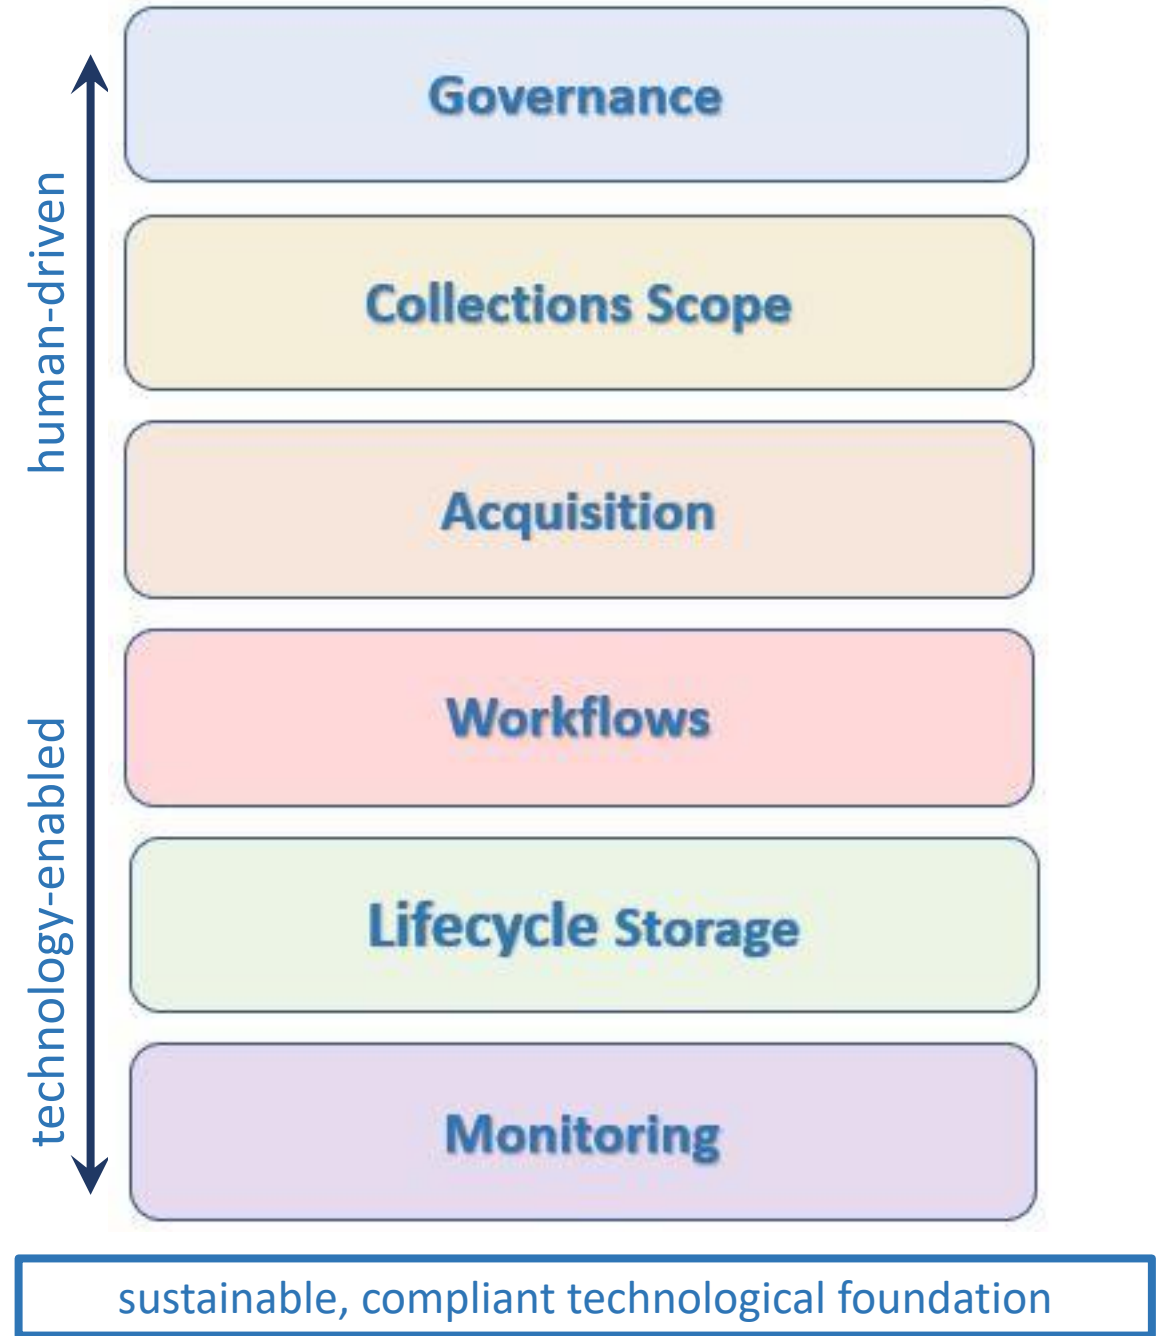 Governance
human-driven
Collections Scope
Acquisition
Workflows
technology-enabled
Lifecycle Storage
Monitoring
sustainable, compliant technological foundation